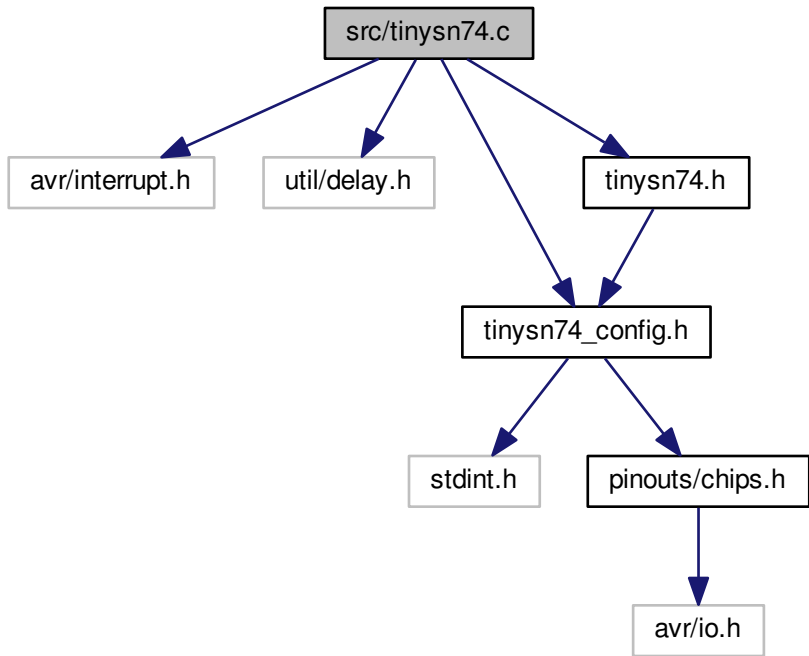 src/tinysn74.c
avr/interrupt.h
util/delay.h
tinysn74.h
tinysn74_config.h
stdint.h
pinouts/chips.h
avr/io.h